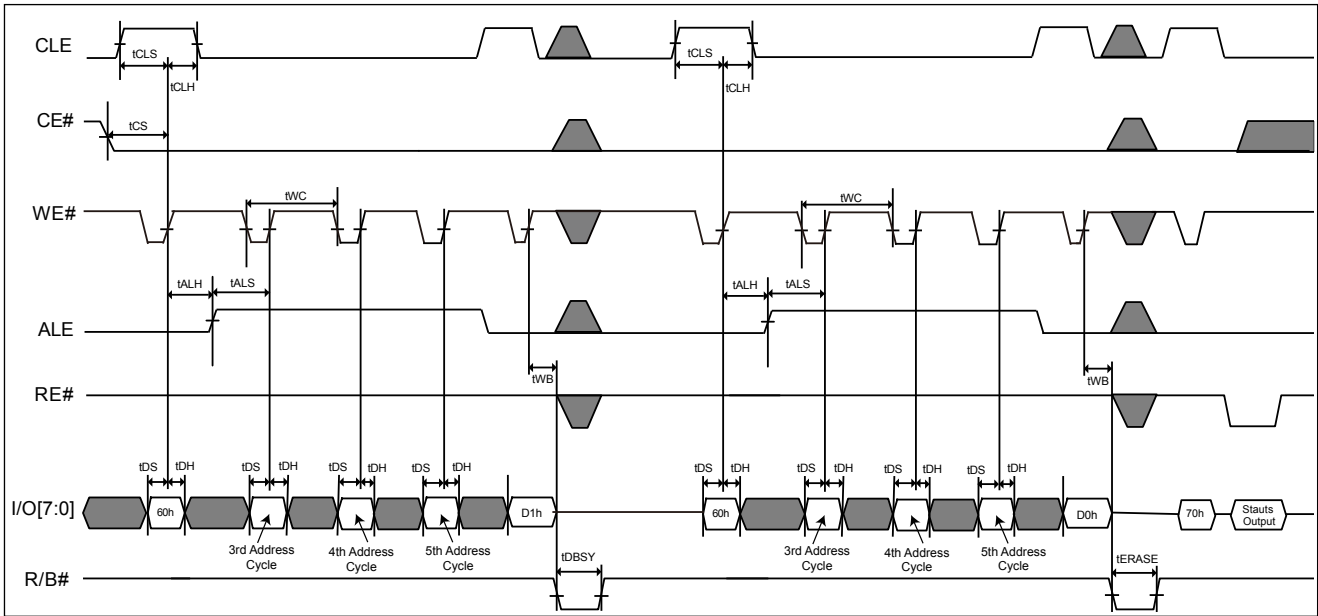 CLE
tCLS
tCLH
tCLS
tCLH
CE#
tCS
WE#
tWC
tWC
ALE
tALH
tALS
tALH
tALS
RE#
tWB
tWB
I/O[7:0]
tDS
tDH
tDS
tDH
tDS
tDH
tDS
tDH
tDS
tDH
tDS
tDH
tDS
tDH
tDS
tDH
60h
D1h
60h
D0h
70h
Stauts
Output
3rd Address
Cycle
4th Address
Cycle
5th Address
Cycle
3rd Address
Cycle
4th Address
Cycle
5th Address
Cycle
R/B#
tDBSY
tERASE